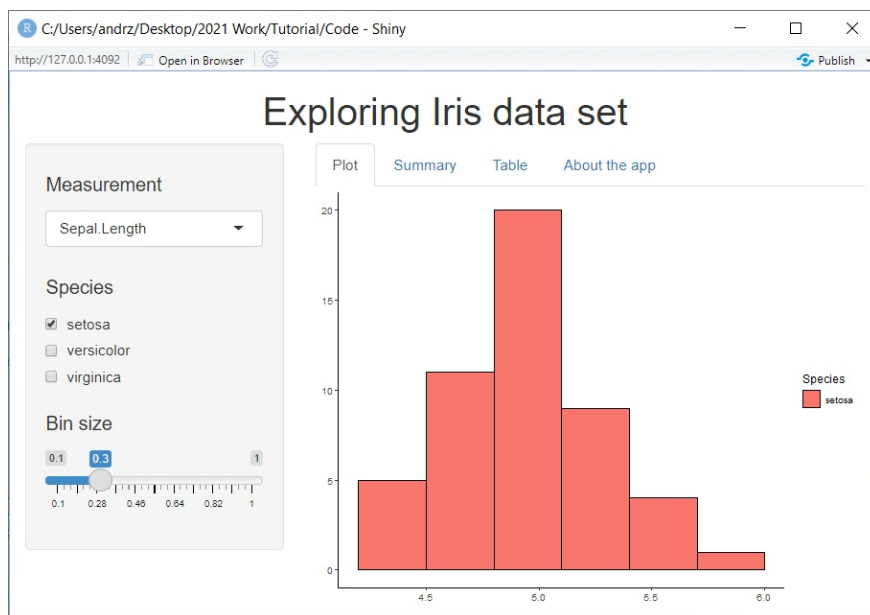 C:/Users/andrz/Desktop/2021 Work/Tutorial/Code - Shiny
http://127.0.0.1:4092 Open in Browser Publish
Exploring Iris data set
Measurement
Sepal.Length
Species
setosa
versicolor
virginica
Bin size
0.1 0.3 1
0.1 0.28 0.46 0.64 0.82 1
Plot Summary Table About the app
20
15
10
5
0
4.5 5.0 5.5 6.0
Species
setosa